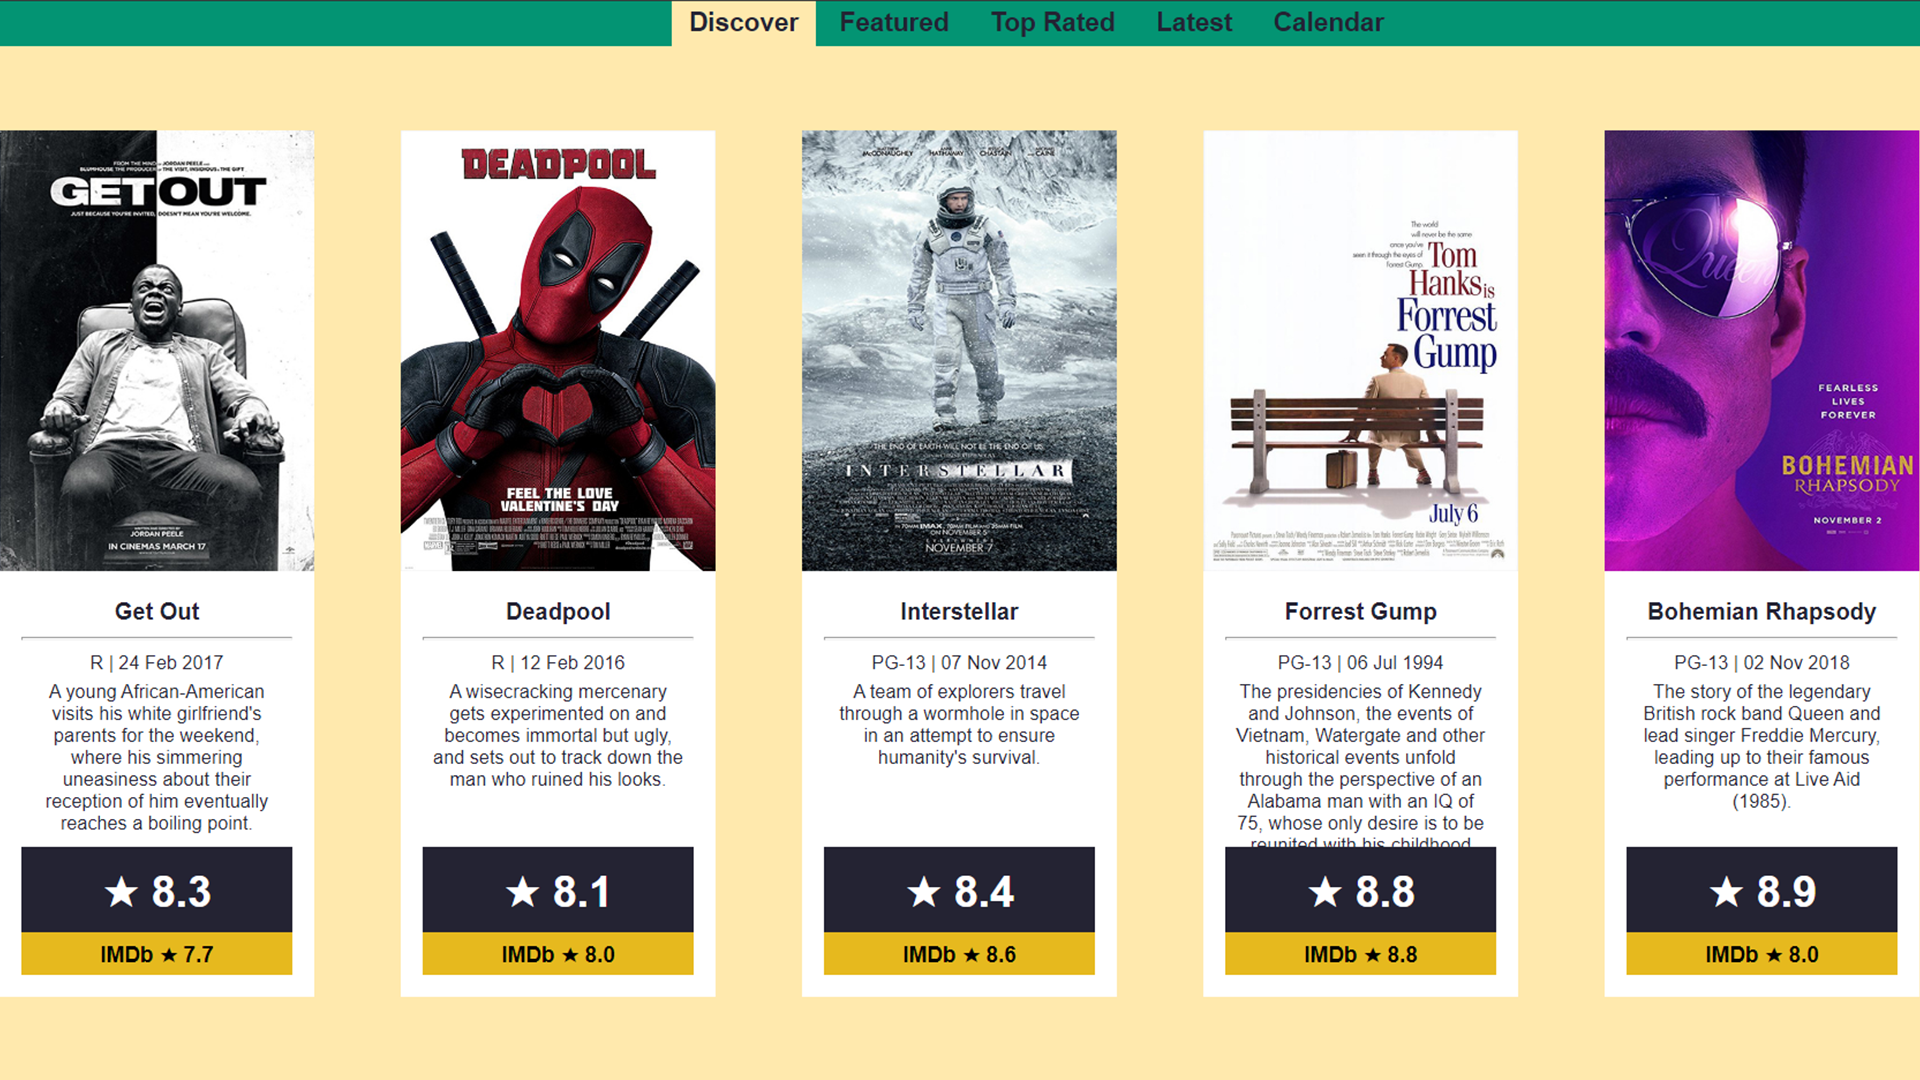 Discover Featured Top Rated Latest Calendar
FROM THE MIND OF JORDAN PEELE
BLUMHOUSE THE PRODUCER OF THE VISIT, INSIDIOUS & THE GIFT
GET OUT
JUST BECAUSE YOU'RE INVITED, DOESN'T MEAN YOU'RE WELCOME.
JORDAN PEELE
IN CINEMAS MARCH 17
Get Out
R | 24 Feb 2017
A young African-American
visits his white girlfriend's
parents for the weekend,
where his simmering
uneasiness about their
reception of him eventually
reaches a boiling point.
★ 8.3
IMDb ★ 7.7
DEADPOOL
FEEL THE LOVE
VALENTINE'S DAY
Deadpool
R | 12 Feb 2016
A wisecracking mercenary
gets experimented on and
becomes immortal but ugly,
and sets out to track down the
man who ruined his looks.
★ 8.1
IMDb ★ 8.0
McCONAUGHEY HATHAWAY CHASTAIN CAINE
THE END OF EARTH WILL NOT BE THE END OF US
INTERSTELLAR
NOVEMBER 7
Interstellar
PG-13 | 07 Nov 2014
A team of explorers travel
through a wormhole in space
in an attempt to ensure
humanity's survival.
★ 8.4
IMDb ★ 8.6
The world
will never be the same
once you've
seen it through the eyes of
Forrest Gump.
Tom
Hanks is
Forrest
Gump
July 6
Forrest Gump
PG-13 | 06 Jul 1994
The presidencies of Kennedy
and Johnson, the events of
Vietnam, Watergate and other
historical events unfold
through the perspective of an
Alabama man with an IQ of
75, whose only desire is to be
reunited with his childhood
★ 8.8
IMDb ★ 8.8
Queen
FEARLESS
LIVES
FOREVER
BOHEMIAN
RHAPSODY
NOVEMBER 2
Bohemian Rhapsody
PG-13 | 02 Nov 2018
The story of the legendary
British rock band Queen and
lead singer Freddie Mercury,
leading up to their famous
performance at Live Aid
(1985).
★ 8.9
IMDb ★ 8.0